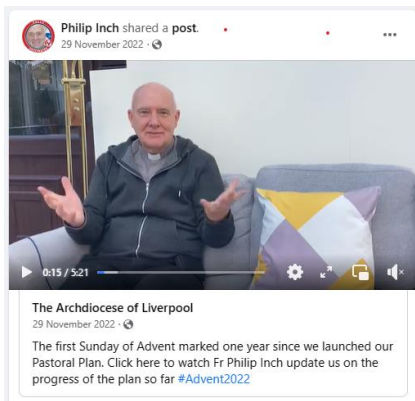 Philip Inch shared a post.
29 November 2022 ·
0:15 / 5:21
The Archdiocese of Liverpool
29 November 2022 ·
The first Sunday of Advent marked one year since we launched our
Pastoral Plan. Click here to watch Fr Philip Inch update us on the
progress of the plan so far #Advent2022